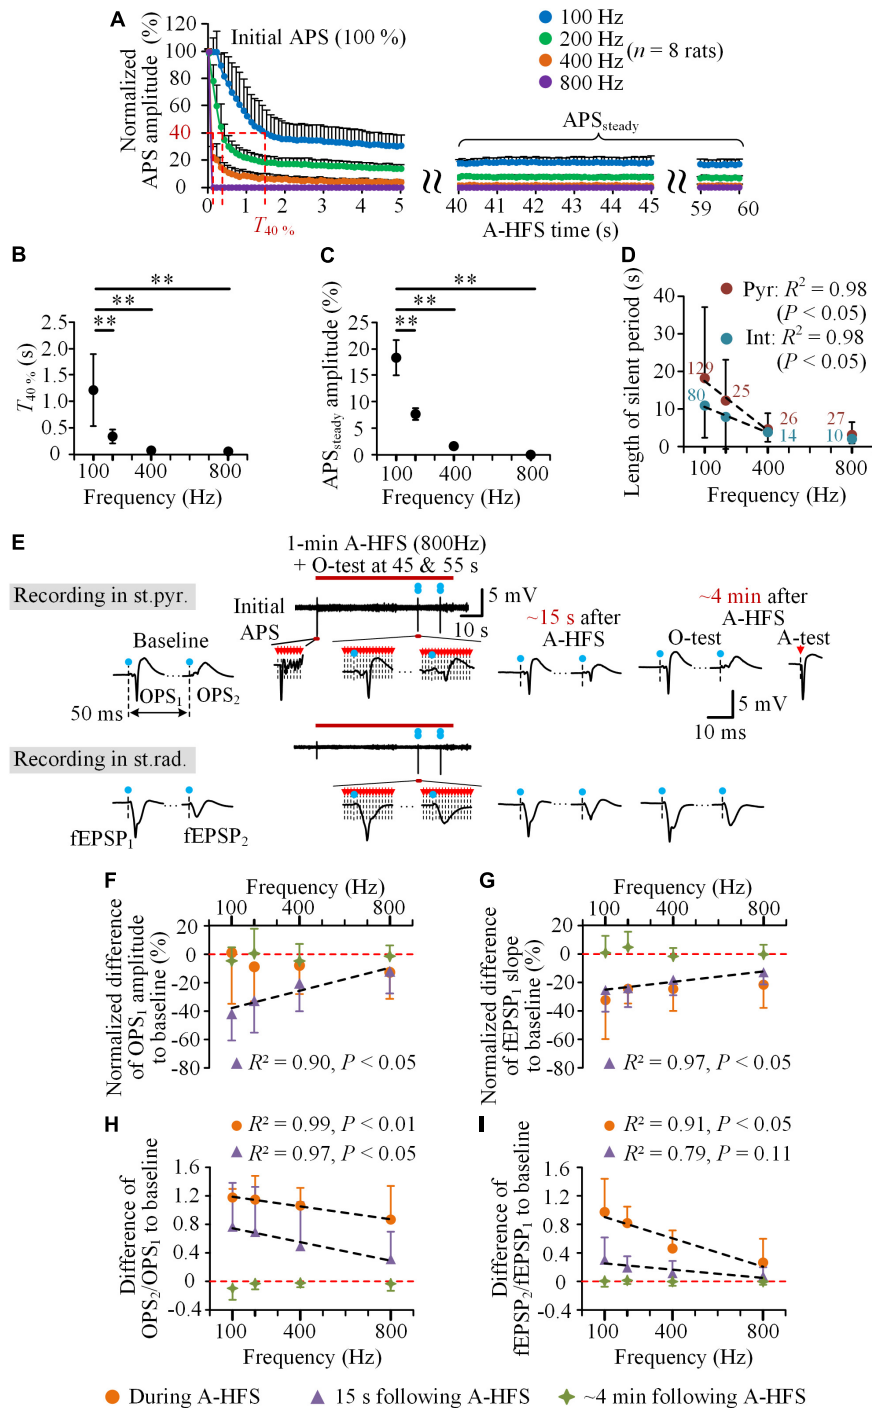 A
Normalized
APS amplitude (%)
120
100
80
60
40
20
0
Initial APS (100 %)
100 Hz
200 Hz
400 Hz
800 Hz
(n = 8 rats)
APSsteady
0 1 2 3 4 5
40 41 42 43 44 45
59 60
T40 %
A-HFS time (s)
B
T40 % (s)
2.5
2.0
1.5
1.0
0.5
0
**
**
**
100 400 800
Frequency (Hz)
C
APSsteady amplitude (%)
25
20
15
10
5
0
**
**
**
100 400 800
Frequency (Hz)
D
Length of silent period (s)
40
30
20
10
0
Pyr: R² = 0.98
(P < 0.05)
Int: R² = 0.98
(P < 0.05)
129
80
25
26
14
27
10
100 400 800
Frequency (Hz)
E
1-min A-HFS (800Hz)
+ O-test at 45 & 55 s
Recording in st.pyr.
Initial
APS
5 mV
10 s
~15 s after
A-HFS
~4 min after
A-HFS
O-test
A-test
Baseline
OPS1
OPS2
50 ms
5 mV
10 ms
Recording in st.rad.
fEPSP1
fEPSP2
F
Frequency (Hz)
100 400 800
Normalized difference
of OPS1 amplitude
to baseline (%)
20
0
-20
-40
-60
-80
R² = 0.90, P < 0.05
G
Frequency (Hz)
100 400 800
Normalized difference
of fEPSP1 slope
to baseline (%)
20
0
-20
-40
-60
-80
R² = 0.97, P < 0.05
H
R² = 0.99, P < 0.01
R² = 0.97, P < 0.05
Difference of
OPS2/OPS1 to baseline
1.6
1.2
0.8
0.4
0
-0.4
100 400 800
Frequency (Hz)
I
R² = 0.91, P < 0.05
R² = 0.79, P = 0.11
Difference of
fEPSP2/fEPSP1 to baseline
1.6
1.2
0.8
0.4
0
-0.4
100 400 800
Frequency (Hz)
During A-HFS
15 s following A-HFS
~4 min following A-HFS